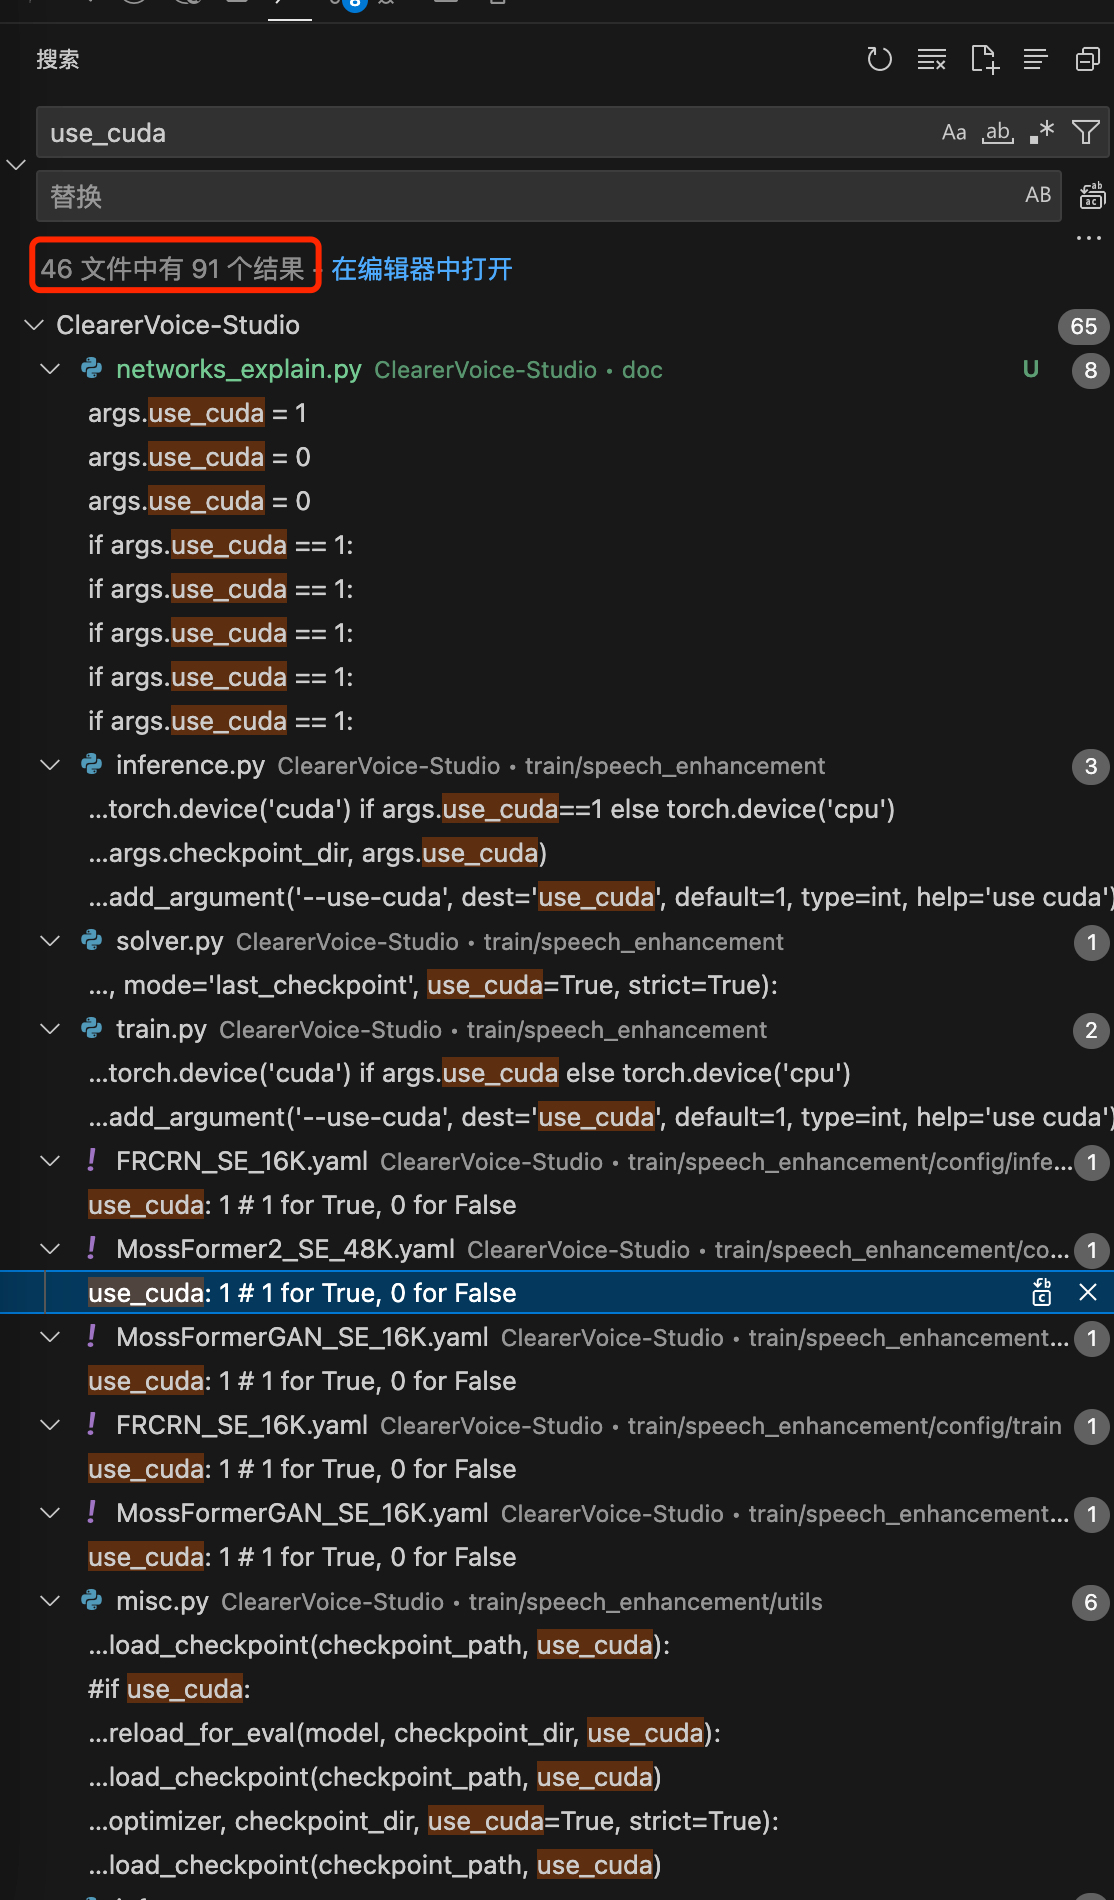 8
搜索
use_cuda Aa ab .*
替换 AB
46 文件中有 91 个结果 - 在编辑器中打开
ClearerVoice-Studio 65
networks_explain.py ClearerVoice-Studio • doc U 8
args.use_cuda = 1
args.use_cuda = 0
args.use_cuda = 0
if args.use_cuda == 1:
if args.use_cuda == 1:
if args.use_cuda == 1:
if args.use_cuda == 1:
if args.use_cuda == 1:
inference.py ClearerVoice-Studio • train/speech_enhancement 3
...torch.device('cuda') if args.use_cuda==1 else torch.device('cpu')
...args.checkpoint_dir, args.use_cuda)
...add_argument('--use-cuda', dest='use_cuda', default=1, type=int, help='use cuda')
solver.py ClearerVoice-Studio • train/speech_enhancement 1
..., mode='last_checkpoint', use_cuda=True, strict=True):
train.py ClearerVoice-Studio • train/speech_enhancement 2
...torch.device('cuda') if args.use_cuda else torch.device('cpu')
...add_argument('--use-cuda', dest='use_cuda', default=1, type=int, help='use cuda')
! FRCRN_SE_16K.yaml ClearerVoice-Studio • train/speech_enhancement/config/infe... 1
use_cuda: 1 # 1 for True, 0 for False
! MossFormer2_SE_48K.yaml ClearerVoice-Studio • train/speech_enhancement/co... 1
use_cuda: 1 # 1 for True, 0 for False
! MossFormerGAN_SE_16K.yaml ClearerVoice-Studio • train/speech_enhancement... 1
use_cuda: 1 # 1 for True, 0 for False
! FRCRN_SE_16K.yaml ClearerVoice-Studio • train/speech_enhancement/config/train 1
use_cuda: 1 # 1 for True, 0 for False
! MossFormerGAN_SE_16K.yaml ClearerVoice-Studio • train/speech_enhancement... 1
use_cuda: 1 # 1 for True, 0 for False
misc.py ClearerVoice-Studio • train/speech_enhancement/utils 6
...load_checkpoint(checkpoint_path, use_cuda):
#if use_cuda:
...reload_for_eval(model, checkpoint_dir, use_cuda):
...load_checkpoint(checkpoint_path, use_cuda)
...optimizer, checkpoint_dir, use_cuda=True, strict=True):
...load_checkpoint(checkpoint_path, use_cuda)